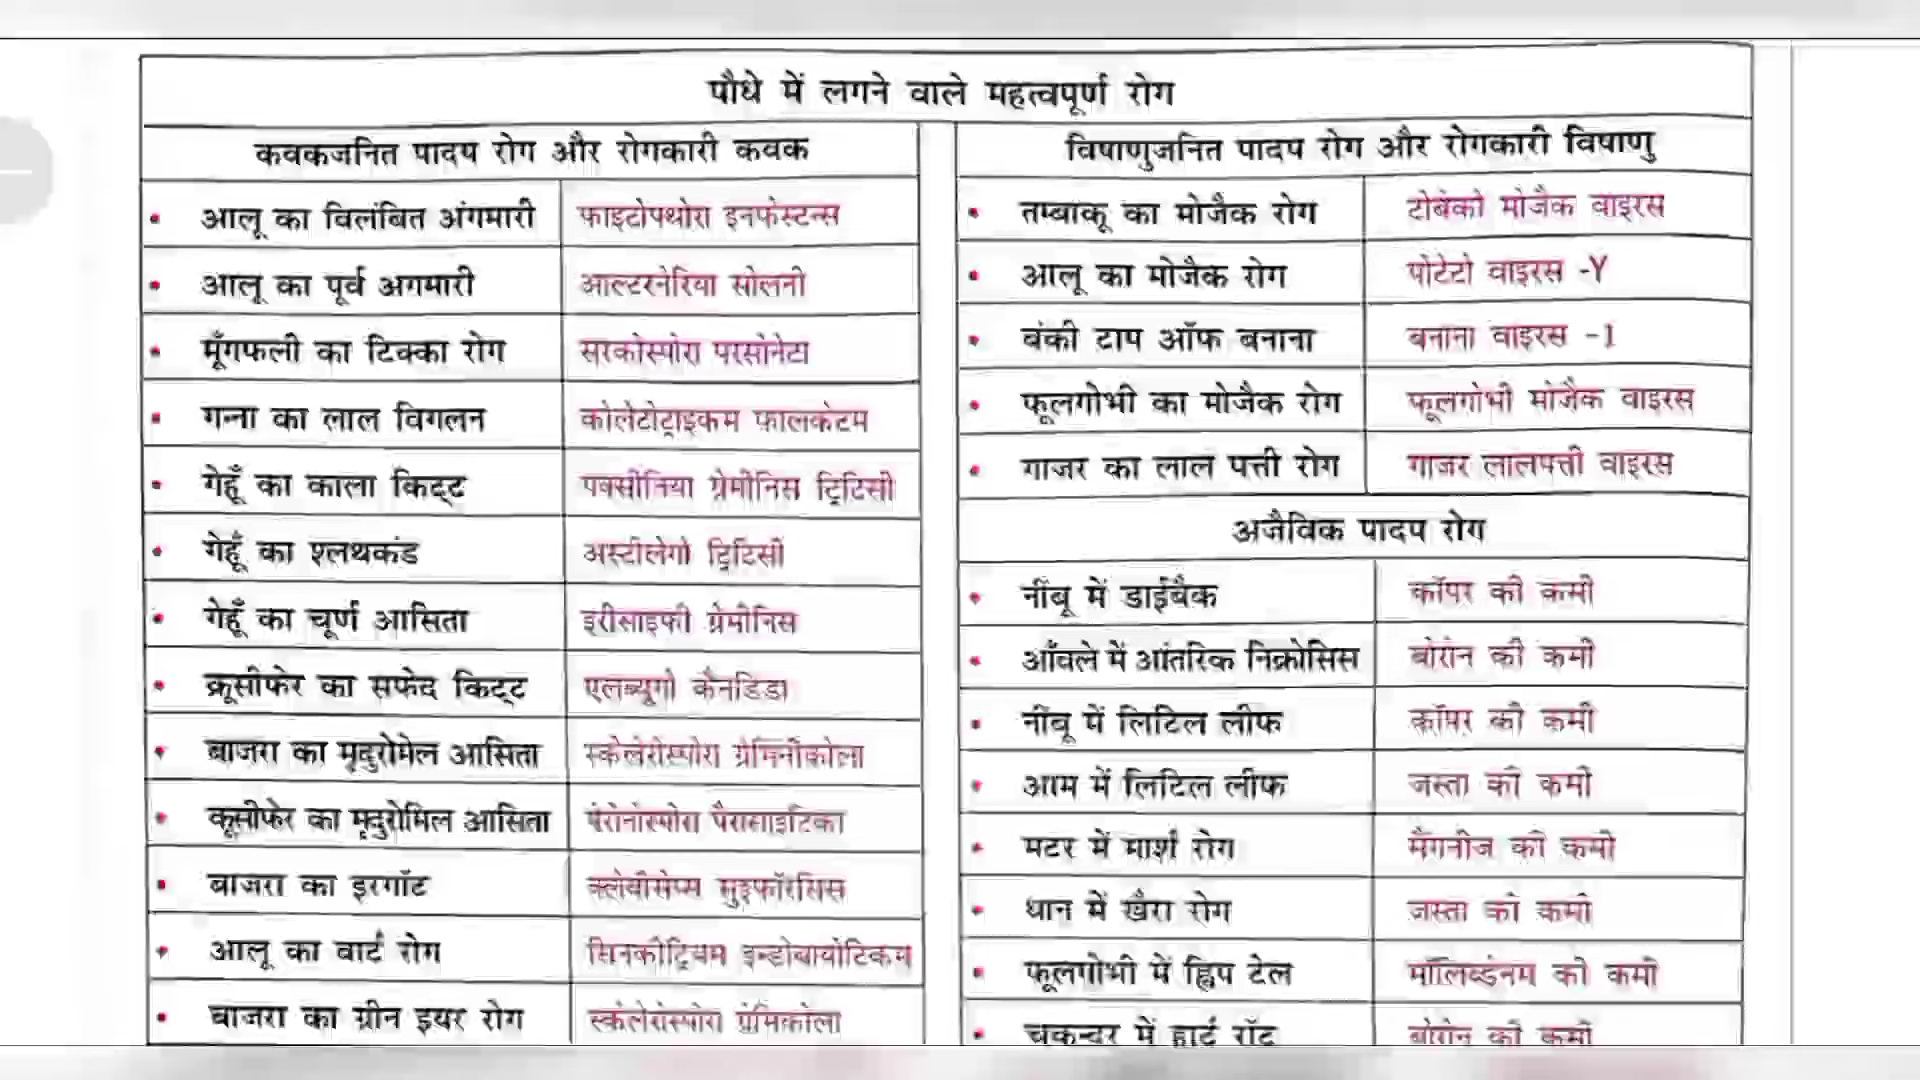 पौधे में लगने वाले महत्वपूर्ण रोग
कवकजनित पादप रोग और रोगकारी कवक
• आलू का विलंबित अंगमारी फाइटोपथोरा इनफेस्टन्स
• आलू का पूर्व अगमारी आल्टरनेरिया सोलनी
• मूँगफली का टिक्का रोग सरकोस्पोरा परसोनेटा
• गन्ना का लाल विगलन कोलेटोट्राइकम फालकेटम
• गेहूँ का काला किट्ट पक्सीनिया ग्रेमीनिस ट्रिटिसी
• गेहूँ का श्लथकंड अस्टीलेगो ट्रिटिसी
• गेहूँ का चूर्ण आसिता इरीसाइफी ग्रेमीनिस
• क्रूसीफेर का सफेद किट्ट एलब्यूगो कैनडिडा
• बाजरा का मृदुरोमेल आसिता स्केलेरोस्पोरा ग्रेमिनीकोला
• क्रूसीफेर का मृदुरोमिल आसिता पेरोनोस्पोरा पैरासाइटिका
• बाजरा का इरगॉट क्लेवीसेप्स
• आलू का वार्ट रोग सिनकीट्रियम इन्डोबायोटिकम
• बाजरा का ग्रीन इयर रोग स्केलेरोस्पोरा ग्रेमिकोला
विषाणुजनित पादप रोग और रोगकारी विषाणु
• तम्बाकू का मोजैक रोग टोबेको मोजैक वाइरस
• आलू का मोजैक रोग पोटेटो वाइरस -Y
• बंकी टाप ऑफ बनाना बनाना वाइरस -1
• फूलगोभी का मोजैक रोग फूलगोभी मोजैक वाइरस
• गाजर का लाल पत्ती रोग गाजर लालपत्ती वाइरस
अजैविक पादप रोग
• नींबू में डाईबैक कॉपर की कमी
• आँवले में आंतरिक निक्रोसिस बोरोन की कमी
• नींबू में लिटिल लीफ कॉपर की कमी
• आम में लिटिल लीफ जस्ता की कमी
• मटर में मार्श रोग मैंगनीज की कमी
• धान में खैरा रोग जस्ता की कमी
• फूलगोभी में ह्विप टेल मॉलिब्डेनम की कमी
• चकन्दर में हार्ट रॉट बोरोन की कमी